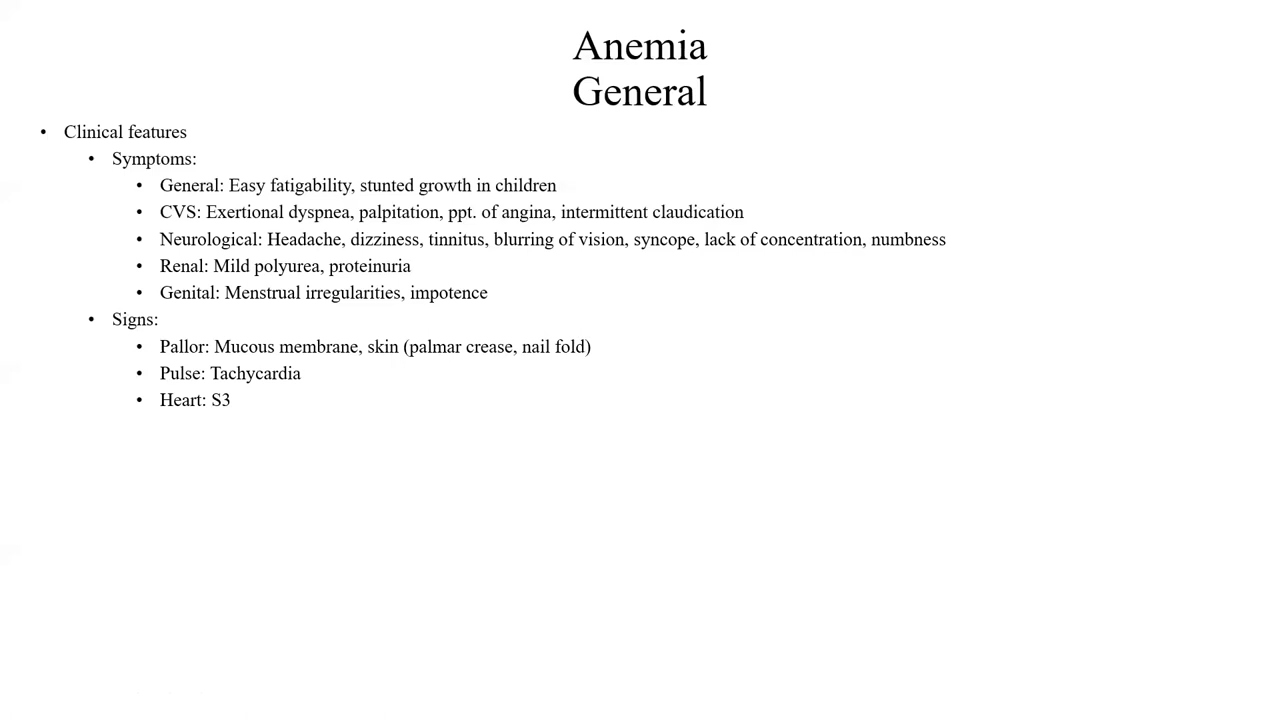 Anemia
General
• Clinical features
• Symptoms:
• General: Easy fatigability, stunted growth in children
• CVS: Exertional dyspnea, palpitation, ppt. of angina, intermittent claudication
• Neurological: Headache, dizziness, tinnitus, blurring of vision, syncope, lack of concentration, numbness
• Renal: Mild polyurea, proteinuria
• Genital: Menstrual irregularities, impotence
• Signs:
• Pallor: Mucous membrane, skin (palmar crease, nail fold)
• Pulse: Tachycardia
• Heart: S3